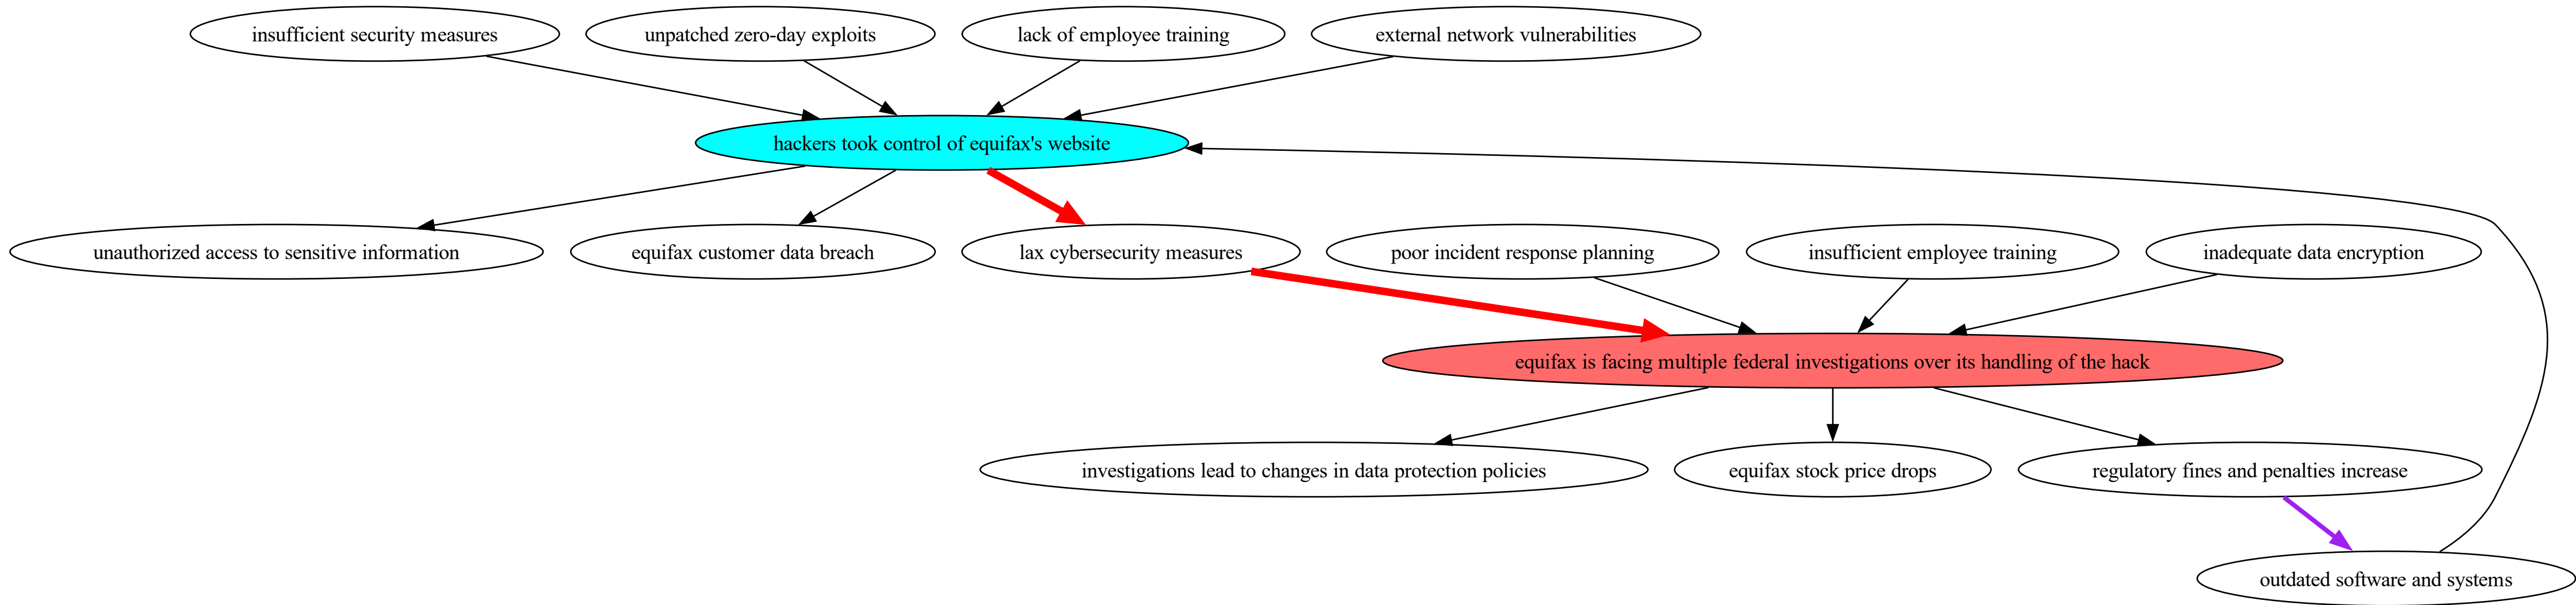 insufficient security measures
unpatched zero-day exploits
lack of employee training
external network vulnerabilities
hackers took control of equifax's website
unauthorized access to sensitive information
equifax customer data breach
lax cybersecurity measures
poor incident response planning
insufficient employee training
inadequate data encryption
equifax is facing multiple federal investigations over its handling of the hack
investigations lead to changes in data protection policies
equifax stock price drops
regulatory fines and penalties increase
outdated software and systems